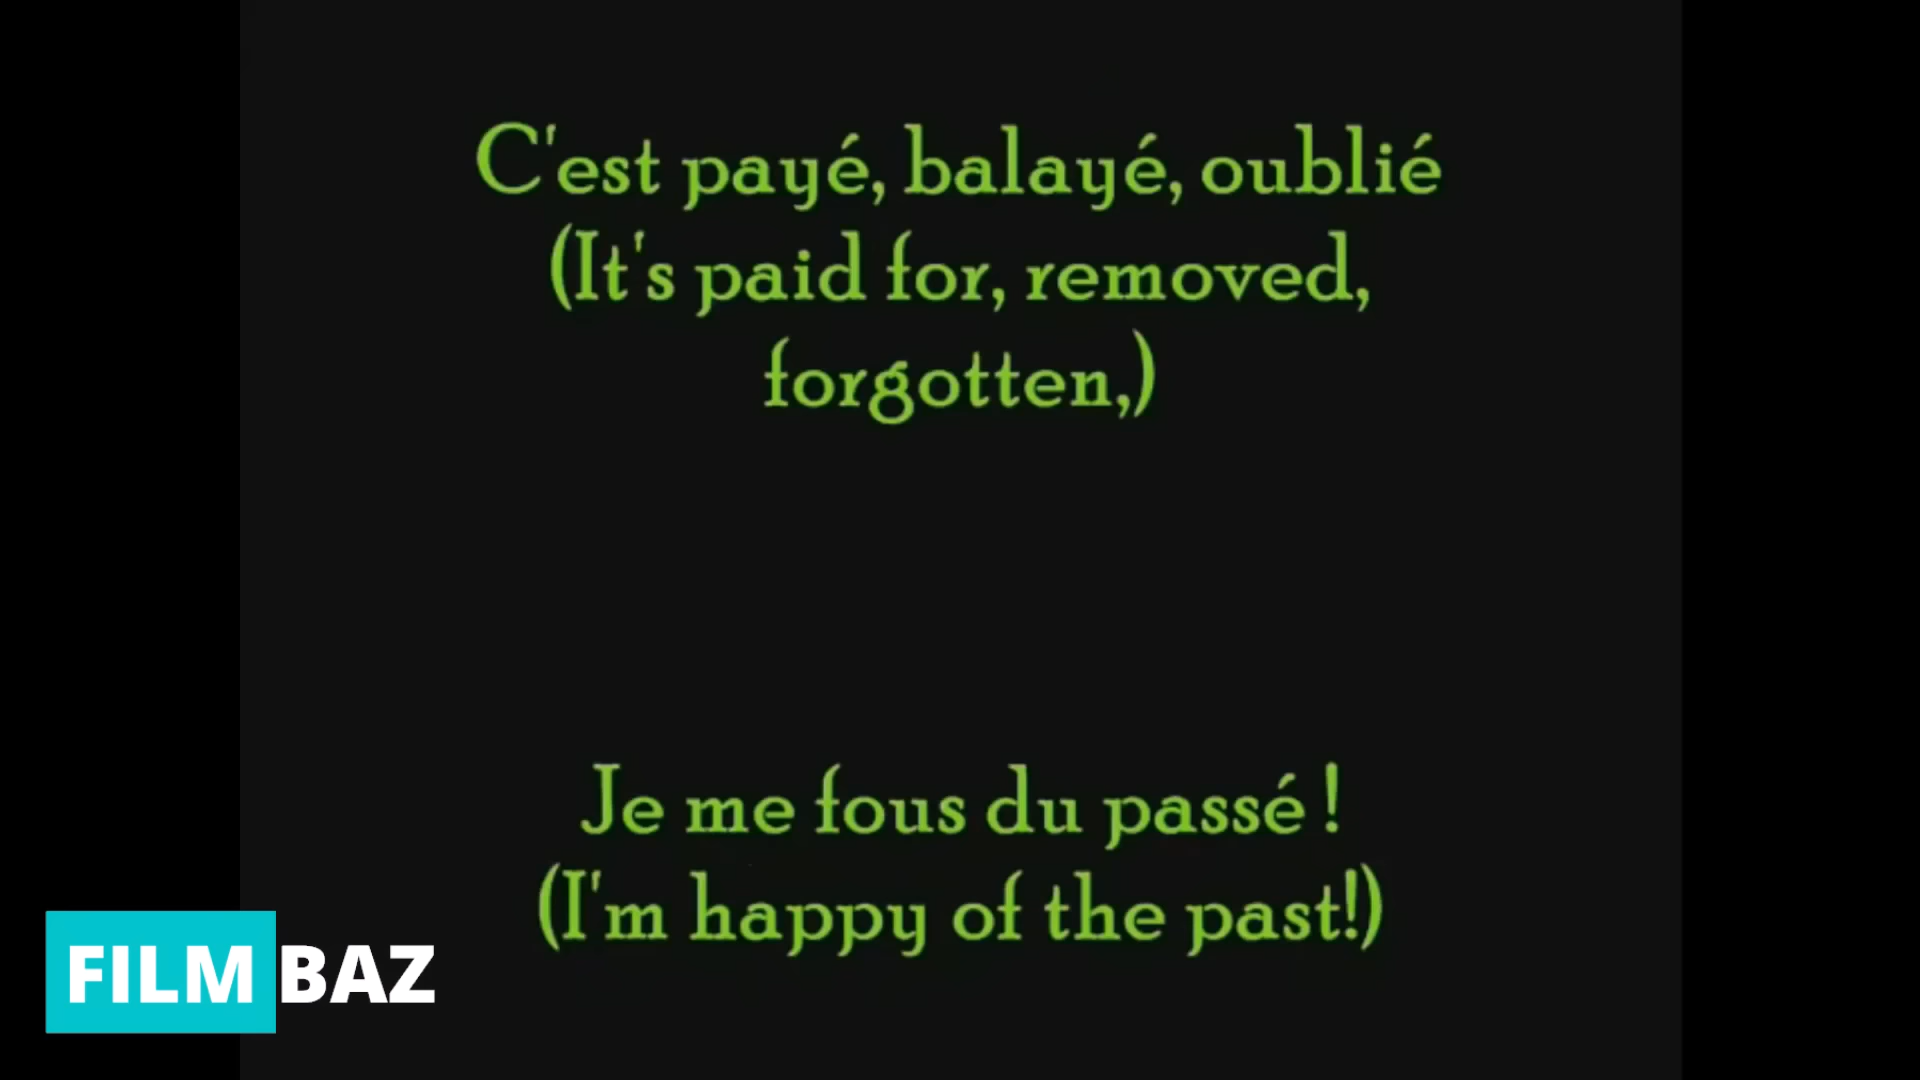 C'est payé, balayé, oublié
(It's paid for, removed,
forgotten,)
Je me fous du passé !
(I'm happy of the past!)
FILM BAZ